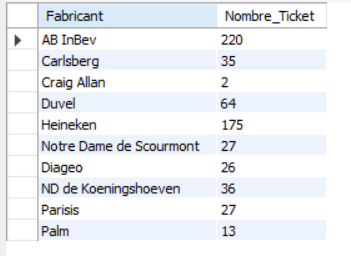 Fabricant Nombre_Ticket
AB InBev 220
Carlsberg 35
Craig Allan 2
Duvel 64
Heineken 175
Notre Dame de Scourmont 27
Diageo 26
ND de Koeningshoeven 36
Parisis 27
Palm 13